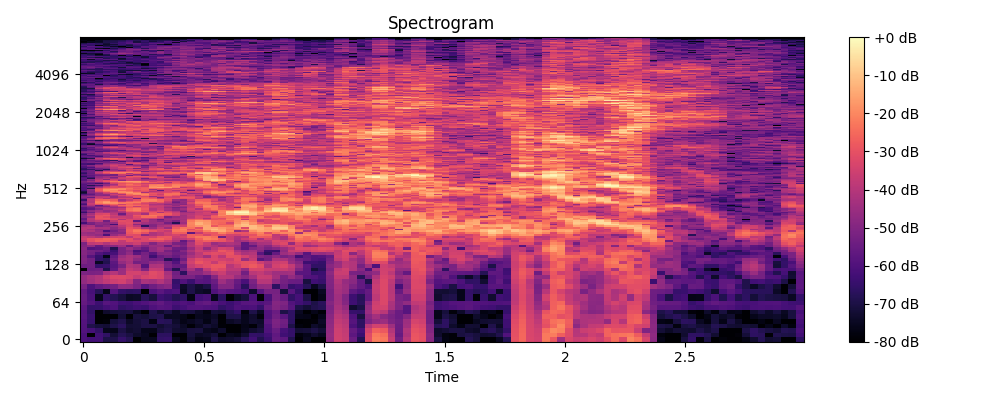 Spectrogram
Hz
4096
2048
1024
512
256
128
64
0
0
0.5
1
1.5
2
2.5
Time
+0 dB
-10 dB
-20 dB
-30 dB
-40 dB
-50 dB
-60 dB
-70 dB
-80 dB